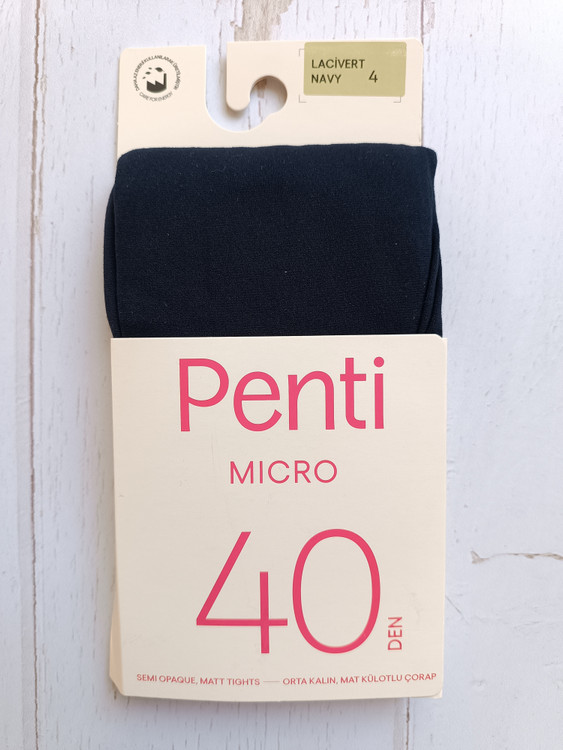 LACİVERT
NAVY 4
Penti
MICRO
40
DEN
SEMI OPAQUE, MATT TIGHTS — ORTA KALIN, MAT KÜLOTLU ÇORAP